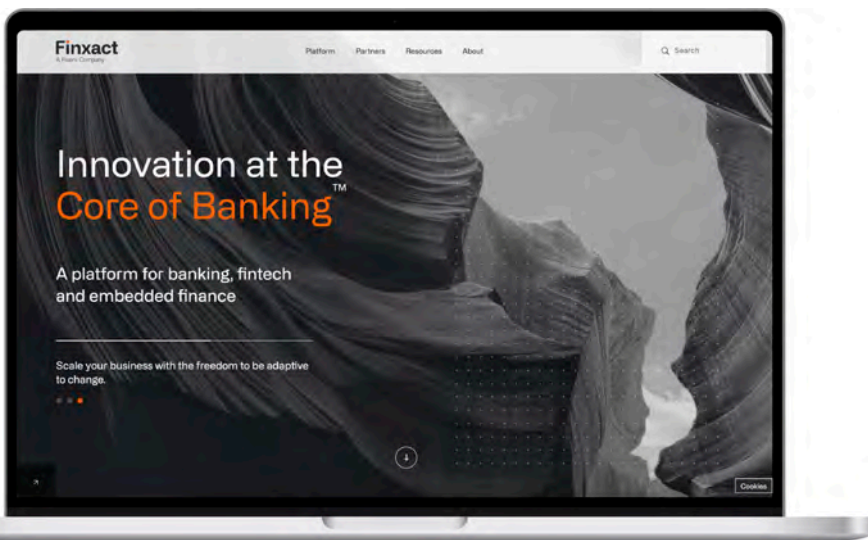 Finxact
A Fiserv Company
Platform Partners Resources About
Search
Innovation at the
Core of Banking™
A platform for banking, fintech
and embedded finance
Scale your business with the freedom to be adaptive
to change.
Cookies